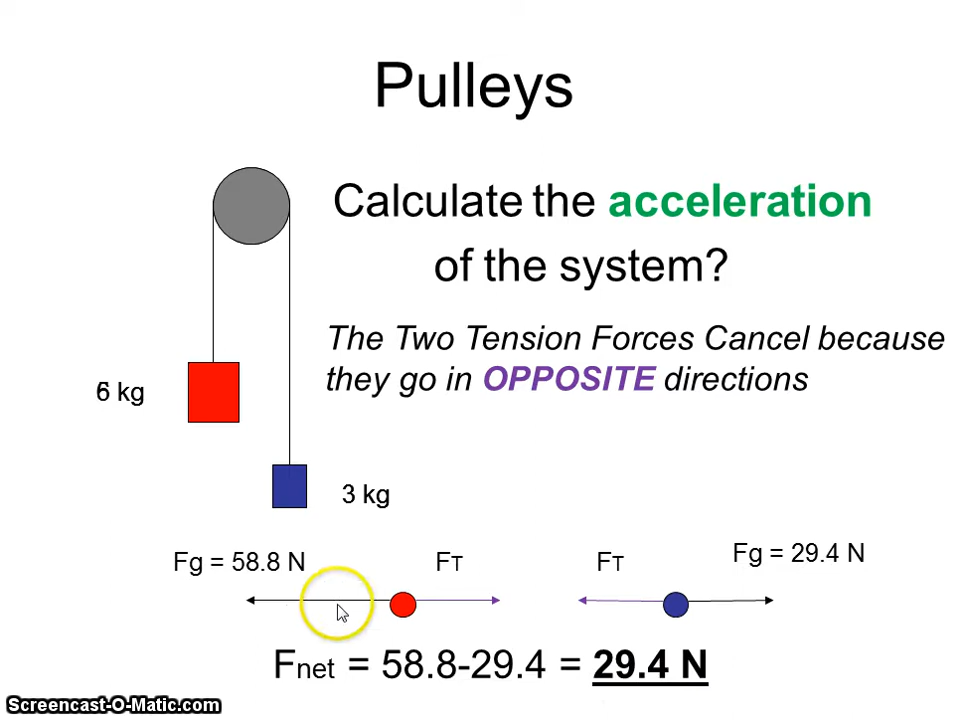 Pulleys
Calculate the acceleration
of the system?
The Two Tension Forces Cancel because
they go in OPPOSITE directions
6 kg
3 kg
Fg = 58.8 N
FT
FT
Fg = 29.4 N
Fnet = 58.8-29.4 = 29.4 N
Screencast-O-Matic.com